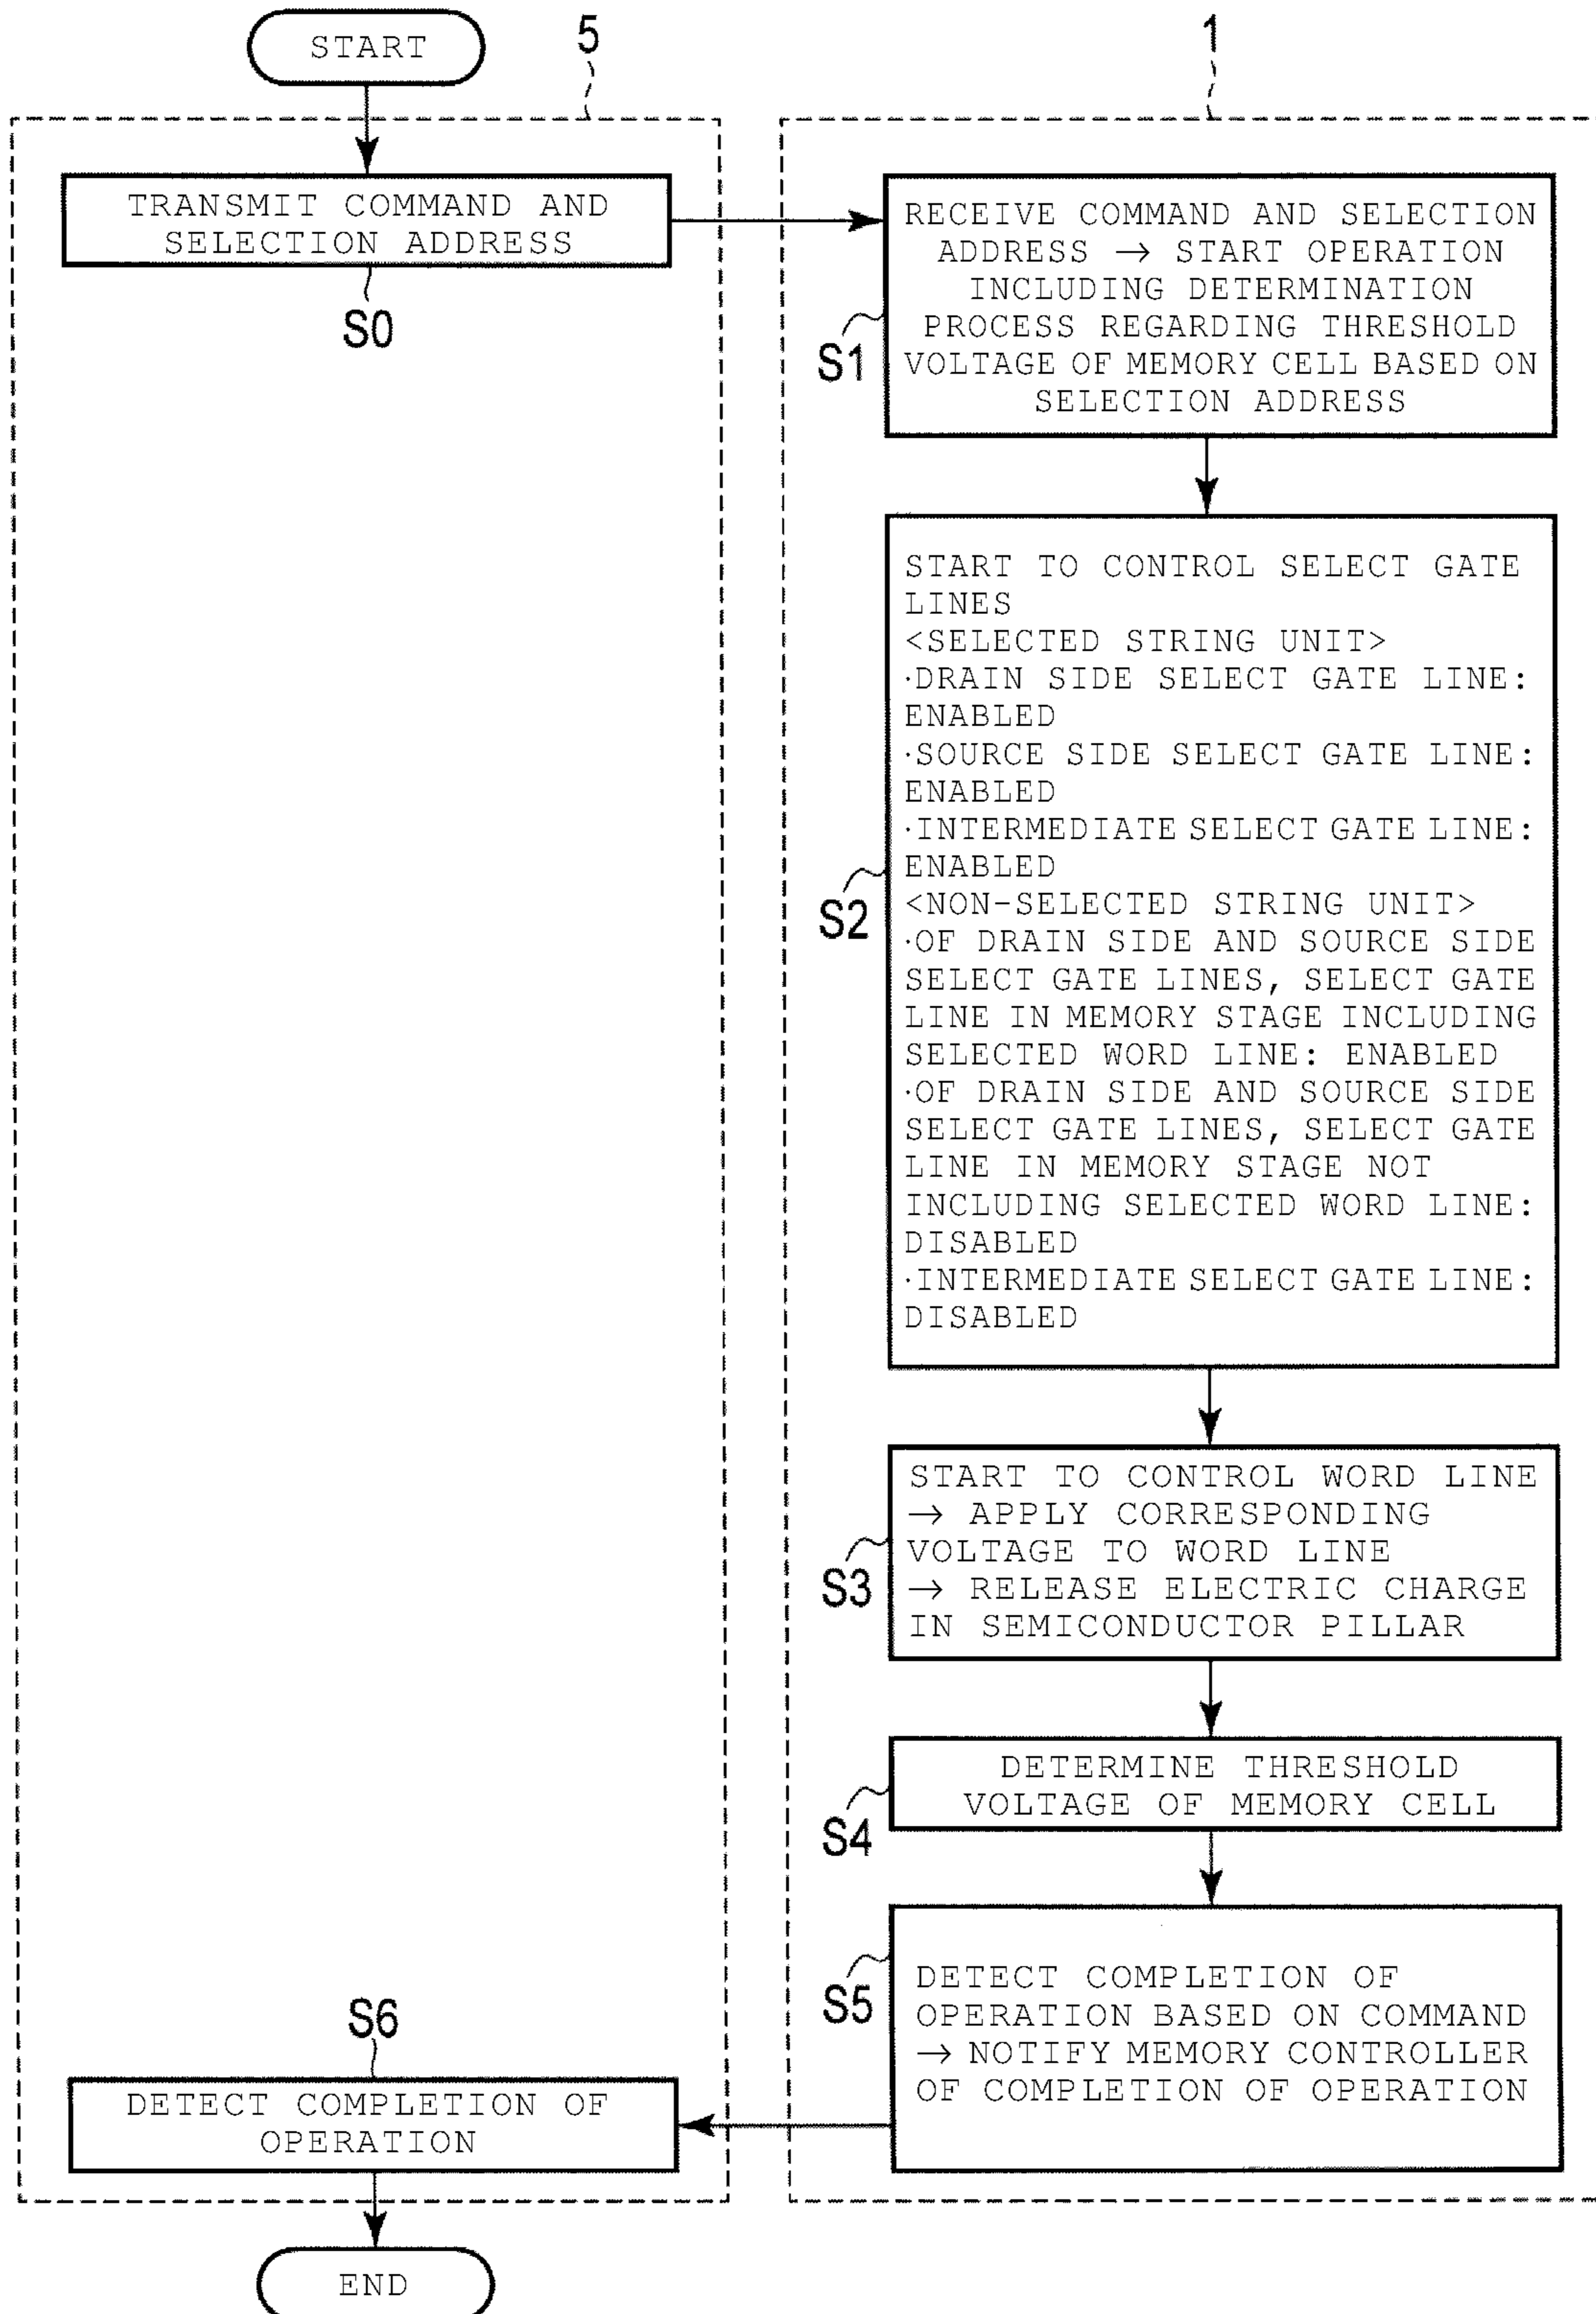 START
5
1
TRANSMIT COMMAND AND
SELECTION ADDRESS
S0
RECEIVE COMMAND AND SELECTION
ADDRESS → START OPERATION
INCLUDING DETERMINATION
PROCESS REGARDING THRESHOLD
VOLTAGE OF MEMORY CELL BASED ON
SELECTION ADDRESS
S1
START TO CONTROL SELECT GATE
LINES
<SELECTED STRING UNIT>
·DRAIN SIDE SELECT GATE LINE:
ENABLED
·SOURCE SIDE SELECT GATE LINE:
ENABLED
·INTERMEDIATE SELECT GATE LINE:
ENABLED
<NON-SELECTED STRING UNIT>
·OF DRAIN SIDE AND SOURCE SIDE
SELECT GATE LINES, SELECT GATE
LINE IN MEMORY STAGE INCLUDING
SELECTED WORD LINE: ENABLED
·OF DRAIN SIDE AND SOURCE SIDE
SELECT GATE LINES, SELECT GATE
LINE IN MEMORY STAGE NOT
INCLUDING SELECTED WORD LINE:
DISABLED
·INTERMEDIATE SELECT GATE LINE:
DISABLED
S2
START TO CONTROL WORD LINE
→ APPLY CORRESPONDING
VOLTAGE TO WORD LINE
→ RELEASE ELECTRIC CHARGE
IN SEMICONDUCTOR PILLAR
S3
DETERMINE THRESHOLD
VOLTAGE OF MEMORY CELL
S4
DETECT COMPLETION OF
OPERATION BASED ON COMMAND
→ NOTIFY MEMORY CONTROLLER
OF COMPLETION OF OPERATION
S5
S6
DETECT COMPLETION OF
OPERATION
END